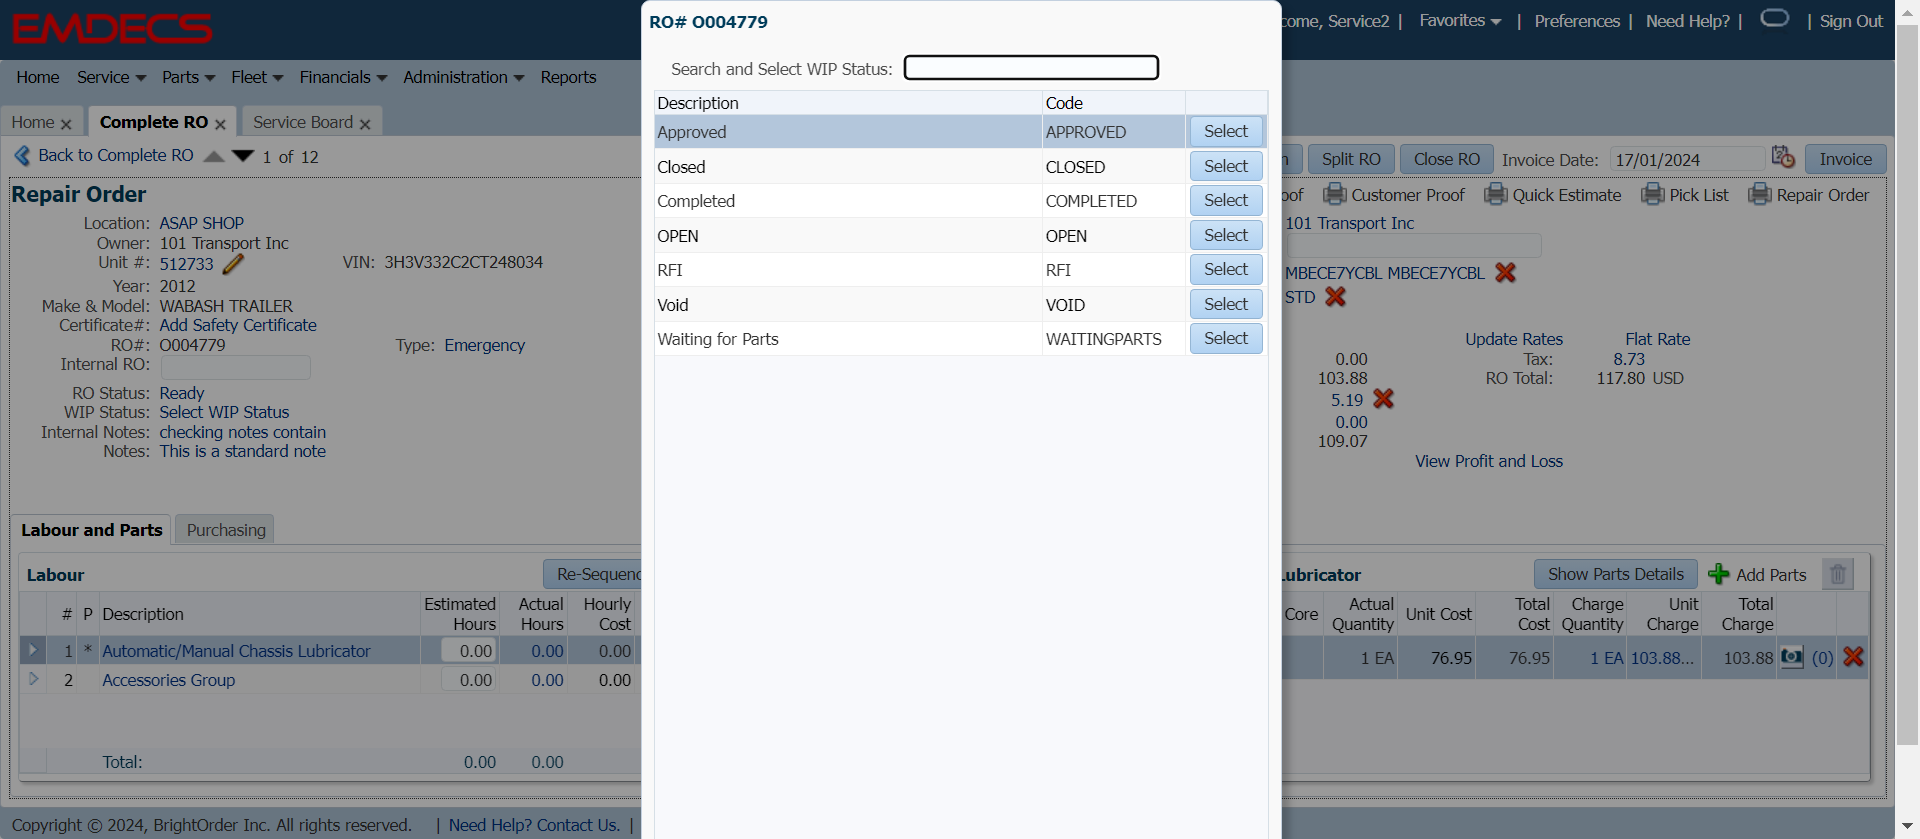 EMDECS
come, Service2 | Favorites | Preferences | Need Help? | | Sign Out
Home Service Parts Fleet Financials Administration Reports
Home Complete RO Service Board
Back to Complete RO 1 of 12
Split RO Close RO Invoice Date: 17/01/2024 Invoice
Repair Order
Customer Proof Quick Estimate Pick List Repair Order
Location: ASAP SHOP
Owner: 101 Transport Inc
Unit #: 512733 VIN: 3H3V332C2CT248034
Year: 2012
Make & Model: WABASH TRAILER
Certificate#: Add Safety Certificate
RO#: O004779 Type: Emergency
Internal RO:
RO Status: Ready
WIP Status: Select WIP Status
Internal Notes: checking notes contain
Notes: This is a standard note
RO# O004779
Search and Select WIP Status:
Description Code
Approved APPROVED Select
Closed CLOSED Select
Completed COMPLETED Select
OPEN OPEN Select
RFI RFI Select
Void VOID Select
Waiting for Parts WAITINGPARTS Select
101 Transport Inc
MBECE7YCBL MBECE7YCBL
STD
Update Rates Flat Rate
0.00 Tax: 8.73
103.88 RO Total: 117.80 USD
5.19
0.00
109.07
View Profit and Loss
Labour and Parts Purchasing
Labour Re-Sequenc
# P Description Estimated Hours Actual Hours Hourly Cost
1 * Automatic/Manual Chassis Lubricator 0.00 0.00 0.00
2 Accessories Group 0.00 0.00 0.00
Total: 0.00 0.00
Lubricator Show Parts Details Add Parts
Core Actual Quantity Unit Cost Total Cost Charge Quantity Unit Charge Total Charge
1 EA 76.95 76.95 1 EA 103.88... 103.88 (0)
Copyright © 2024, BrightOrder Inc. All rights reserved. | Need Help? Contact Us. |